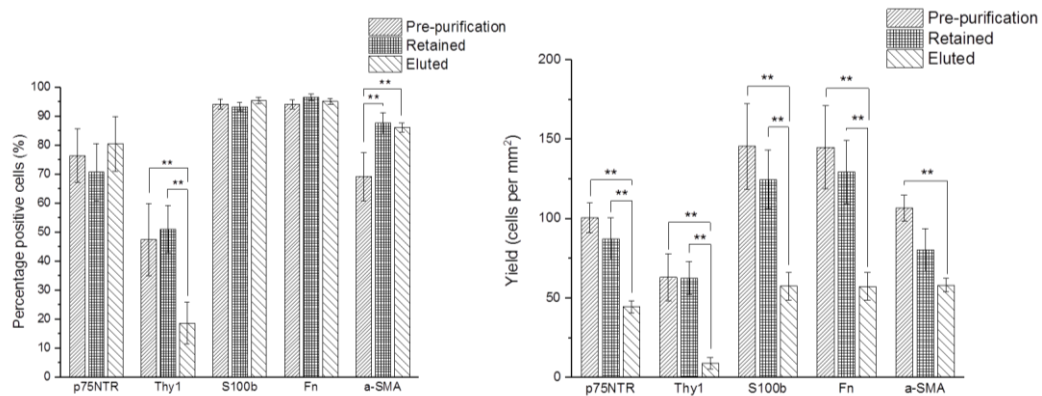 Pre-purification
Retained
Eluted
**
**
**
**
Percentage positive cells (%)
100
90
80
70
60
50
40
30
20
10
0
p75NTR Thy1 S100b Fn a-SMA
Pre-purification
Retained
Eluted
**
**
**
**
**
**
**
**
**
Yield (cells per mm²)
200
150
100
50
0
p75NTR Thy1 S100b Fn a-SMA